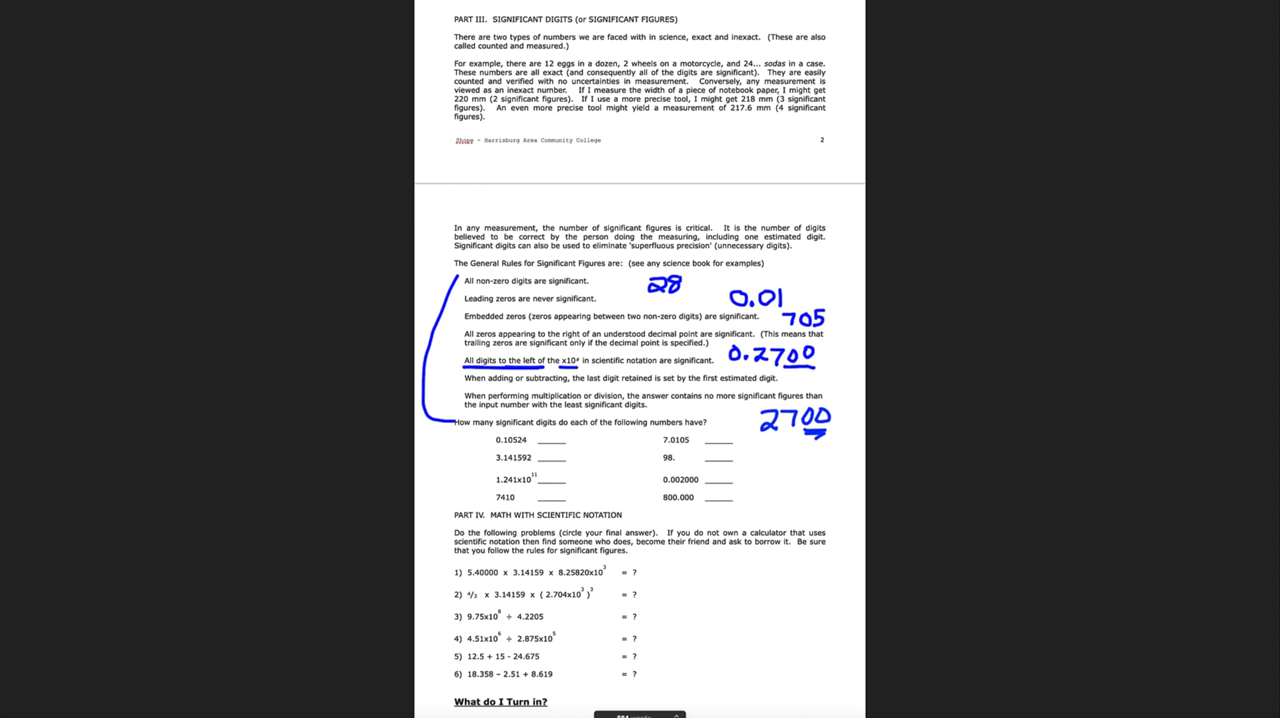 PART III. SIGNIFICANT DIGITS (or SIGNIFICANT FIGURES)
There are two types of numbers we are faced with in science, exact and inexact. (These are also
called counted and measured.)
For example, there are 12 eggs in a dozen, 2 wheels on a motorcycle, and 24... sodas in a case.
These numbers are all exact (and consequently all of the digits are significant). They are easily
counted and verified with no uncertainties in measurement. Conversely, any measurement is
viewed as an inexact number. If I measure the width of a piece of notebook paper, I might get
220 mm (2 significant figures). If I use a more precise tool, I might get 218 mm (3 significant
figures). An even more precise tool might yield a measurement of 217.6 mm (4 significant
figures).
Shope - Harrisburg Area Community College 2
In any measurement, the number of significant figures is critical. It is the number of digits
believed to be correct by the person doing the measuring, including one estimated digit.
Significant digits can also be used to eliminate 'superfluous precision' (unnecessary digits).
The General Rules for Significant Figures are: (see any science book for examples)
All non-zero digits are significant. 28
Leading zeros are never significant. 0.01
Embedded zeros (zeros appearing between two non-zero digits) are significant. 705
All zeros appearing to the right of an understood decimal point are significant. (This means that
trailing zeros are significant only if the decimal point is specified.)
All digits to the left of the x10ˣ in scientific notation are significant. 0.2700
When adding or subtracting, the last digit retained is set by the first estimated digit.
When performing multiplication or division, the answer contains no more significant figures than
the input number with the least significant digits.
How many significant digits do each of the following numbers have? 2700
0.10524 ______ 7.0105 ______
3.141592 ______ 98. ______
1.241x10¹¹ ______ 0.002000 ______
7410 ______ 800.000 ______
PART IV. MATH WITH SCIENTIFIC NOTATION
Do the following problems (circle your final answer). If you do not own a calculator that uses
scientific notation then find someone who does, become their friend and ask to borrow it. Be sure
that you follow the rules for significant figures.
1) 5.40000 x 3.14159 x 8.25820x10³ = ?
2) ⁴/₃ x 3.14159 x ( 2.704x10³ )³ = ?
3) 9.75x10⁸ ÷ 4.2205 = ?
4) 4.51x10⁶ ÷ 2.875x10⁵ = ?
5) 12.5 + 15 - 24.675 = ?
6) 18.358 – 2.51 + 8.619 = ?
What do I Turn in?